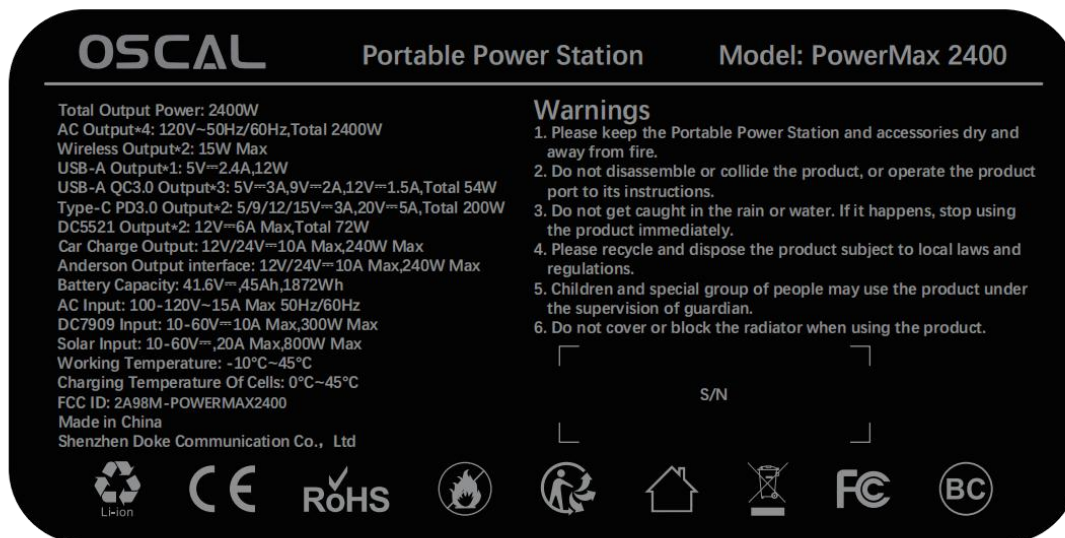 OSCAL
Portable Power Station
Model: PowerMax 2400
Total Output Power: 2400W
AC Output*4: 120V~50Hz/60Hz,Total 2400W
Wireless Output*2: 15W Max
USB-A Output*1: 5V⎓2.4A,12W
USB-A QC3.0 Output*3: 5V⎓3A,9V⎓2A,12V⎓1.5A,Total 54W
Type-C PD3.0 Output*2: 5/9/12/15V⎓3A,20V⎓5A,Total 200W
DC5521 Output*2: 12V⎓6A Max,Total 72W
Car Charge Output: 12V/24V⎓10A Max,240W Max
Anderson Output interface: 12V/24V⎓10A Max,240W Max
Battery Capacity: 41.6V⎓,45Ah,1872Wh
AC Input: 100-120V~15A Max 50Hz/60Hz
DC7909 Input: 10-60V⎓10A Max,300W Max
Solar Input: 10-60V⎓,20A Max,800W Max
Working Temperature: -10°C~45°C
Charging Temperature Of Cells: 0°C~45°C
FCC ID: 2A98M-POWERMAX2400
Made in China
Shenzhen Doke Communication Co., Ltd
Warnings
1. Please keep the Portable Power Station and accessories dry and
away from fire.
2. Do not disassemble or collide the product, or operate the product
port to its instructions.
3. Do not get caught in the rain or water. If it happens, stop using
the product immediately.
4. Please recycle and dispose the product subject to local laws and
regulations.
5. Children and special group of people may use the product under
the supervision of guardian.
6. Do not cover or block the radiator when using the product.
S/N
Li-ion
CE
RoHS
FC
BC